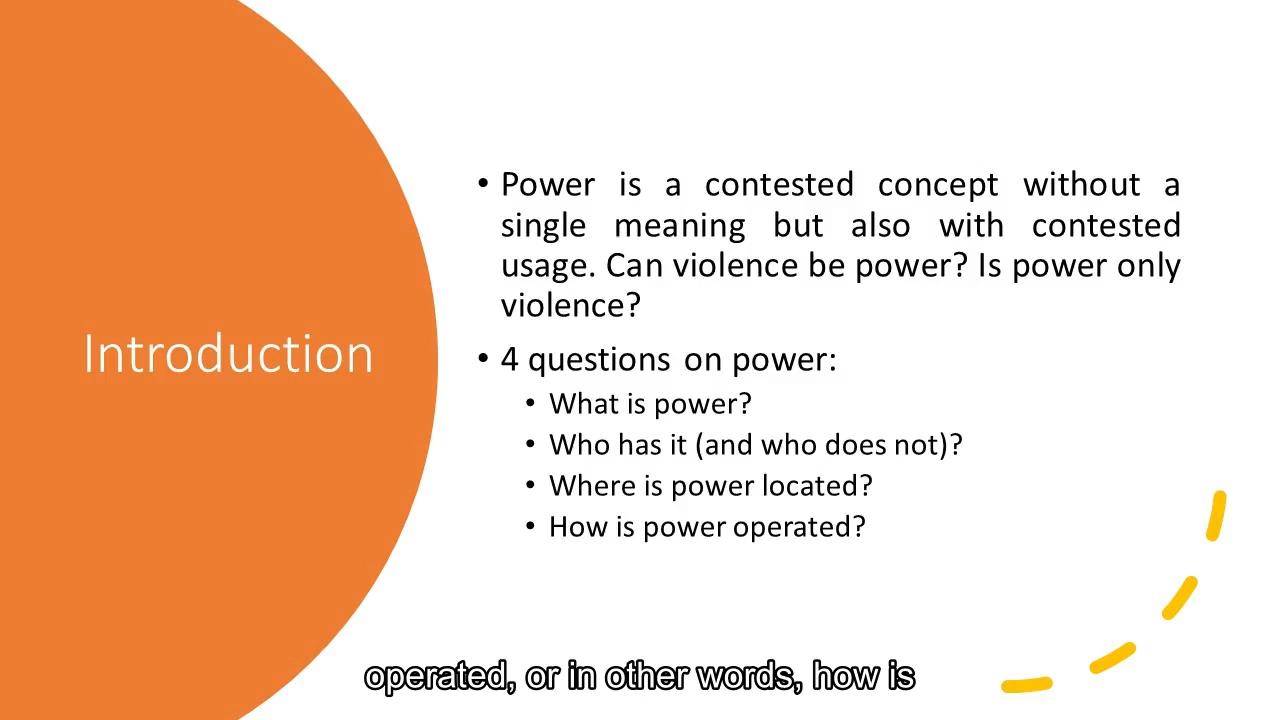 Introduction
• Power is a contested concept without a
single meaning but also with contested
usage. Can violence be power? Is power only
violence?
• 4 questions on power:
• What is power?
• Who has it (and who does not)?
• Where is power located?
• How is power operated?
operated, or in other words, how is